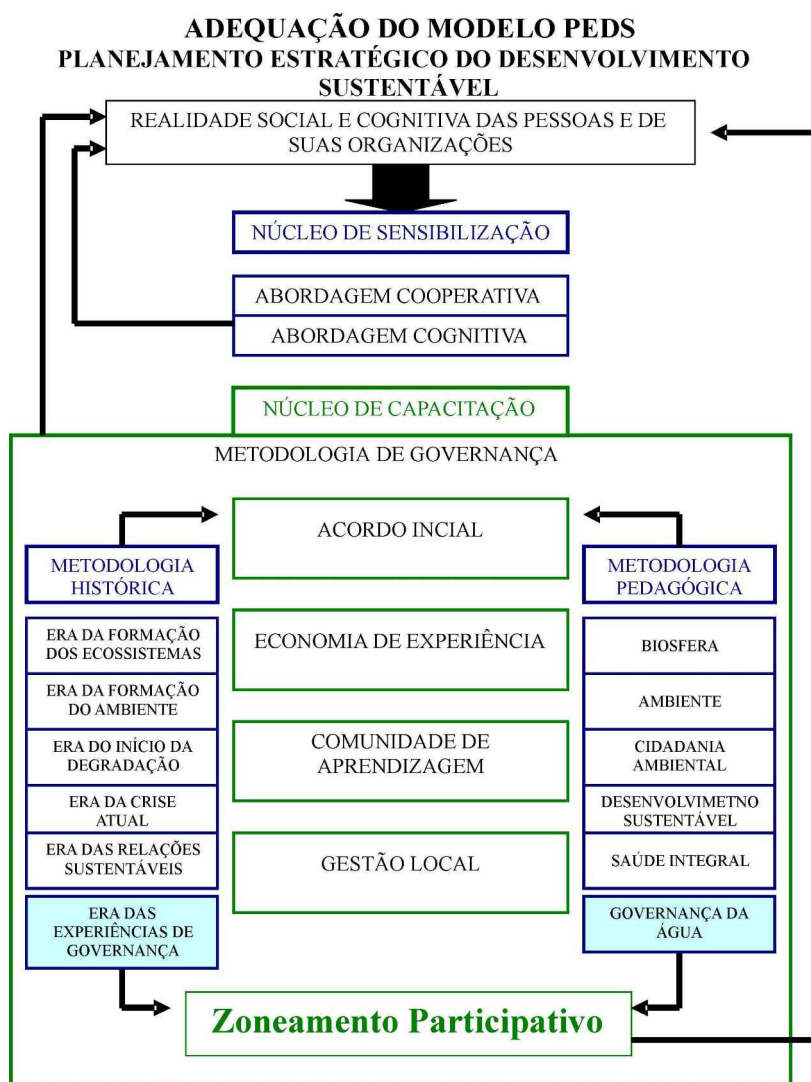 ADEQUAÇÃO DO MODELO PEDS
PLANEJAMENTO ESTRATÉGICO DO DESENVOLVIMENTO
SUSTENTÁVEL
REALIDADE SOCIAL E COGNITIVA DAS PESSOAS E DE
SUAS ORGANIZAÇÕES
NÚCLEO DE SENSIBILIZAÇÃO
ABORDAGEM COOPERATIVA
ABORDAGEM COGNITIVA
NÚCLEO DE CAPACITAÇÃO
METODOLOGIA DE GOVERNANÇA
METODOLOGIA
HISTÓRICA
ERA DA FORMAÇÃO
DOS ECOSSISTEMAS
ERA DA FORMAÇÃO
DO AMBIENTE
ERA DO INÍCIO DA
DEGRADAÇÃO
ERA DA CRISE
ATUAL
ERA DAS RELAÇÕES
SUSTENTÁVEIS
ERA DAS
EXPERIÊNCIAS DE
GOVERNANÇA
ACORDO INCIAL
ECONOMIA DE EXPERIÊNCIA
COMUNIDADE DE
APRENDIZAGEM
GESTÃO LOCAL
METODOLOGIA
PEDAGÓGICA
BIOSFERA
AMBIENTE
CIDADANIA
AMBIENTAL
DESENVOLVIMETNO
SUSTENTÁVEL
SAÚDE INTEGRAL
GOVERNANÇA DA
ÁGUA
Zoneamento Participativo